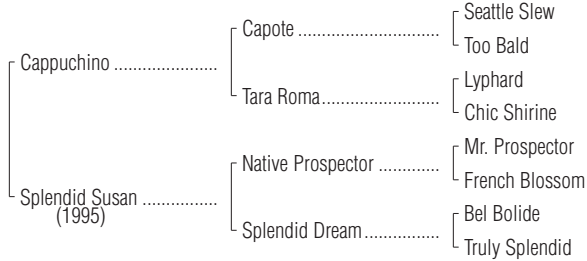 Seattle Slew
Capote ..................................
Too Bald
Cappuchino .....................
Lyphard
Tara Roma.............................
Chic Shirine
Mr. Prospector
Native Prospector ..............
French Blossom
Splendid Susan ...............
(1995)
Bel Bolide
Splendid Dream..................
Truly Splendid